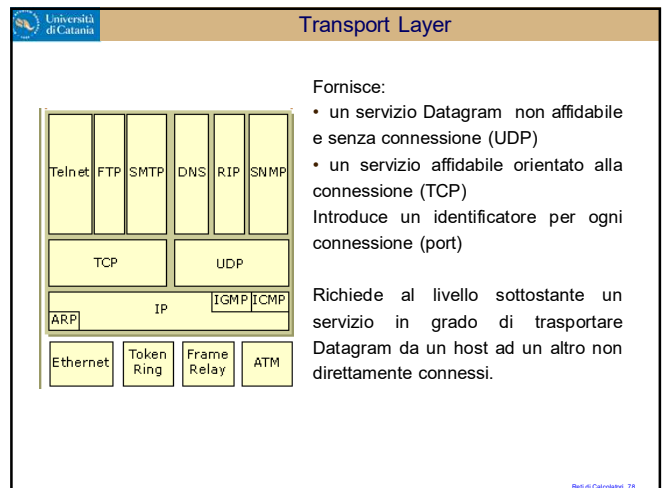 Università
di Catania
Transport Layer
Fornisce:
• un servizio Datagram non affidabile
e senza connessione (UDP)
• un servizio affidabile orientato alla
connessione (TCP)
Introduce un identificatore per ogni
connessione (port)
Richiede al livello sottostante un
servizio in grado di trasportare
Datagram da un host ad un altro non
direttamente connessi.
Telnet FTP SMTP DNS RIP SNMP
TCP UDP
IP IGMP ICMP
ARP
Ethernet Token Ring Frame Relay ATM
Reti di Calcolatori 78